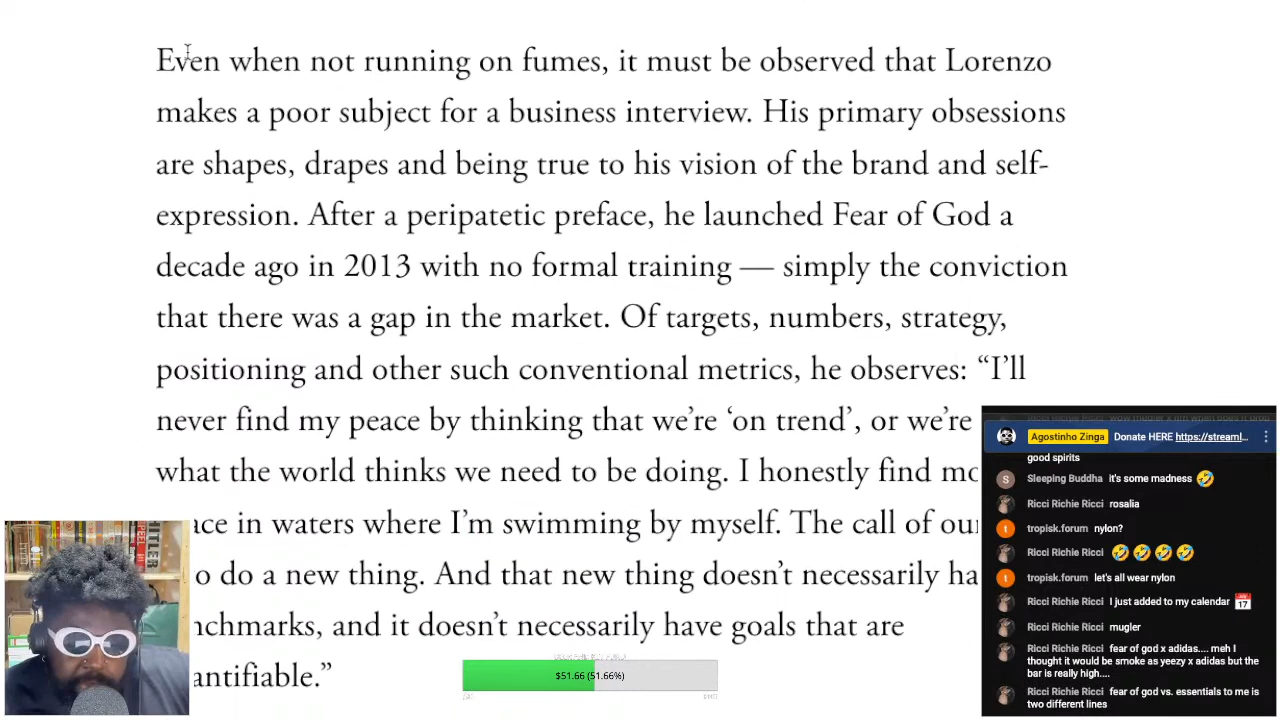 Even when not running on fumes, it must be observed that Lorenzo
makes a poor subject for a business interview. His primary obsessions
are shapes, drapes and being true to his vision of the brand and self-
expression. After a peripatetic preface, he launched Fear of God a
decade ago in 2013 with no formal training — simply the conviction
that there was a gap in the market. Of targets, numbers, strategy,
positioning and other such conventional metrics, he observes: “I’ll
never find my peace by thinking that we’re ‘on trend’, or we’re
what the world thinks we need to be doing. I honestly find mo
ace in waters where I’m swimming by myself. The call of our
o do a new thing. And that new thing doesn’t necessarily ha
nchmarks, and it doesn’t necessarily have goals that are
antifiable.”
$51.66 (51.66%)
Agostinho Zinga Donate HERE https://streaml...
good spirits
Sleeping Buddha it's some madness 🤣
Ricci Richie Ricci rosalia
tropisk.forum nylon?
Ricci Richie Ricci 🤣🤣🤣🤣
tropisk.forum let's all wear nylon
Ricci Richie Ricci I just added to my calendar 📅
Ricci Richie Ricci mugler
Ricci Richie Ricci fear of god x adidas.... meh I
thought it would be smoke as yeezy x adidas but the
bar is really high....
Ricci Richie Ricci fear of god vs. essentials to me is
two different lines